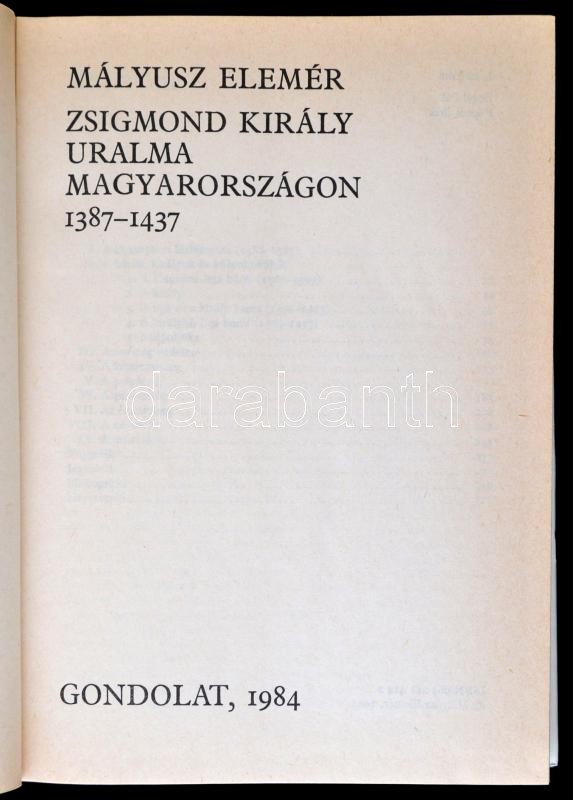 MÁLYUSZ ELEMÉR
ZSIGMOND KIRÁLY
URALMA
MAGYARORSZÁGON
1387–1437
darabanth
GONDOLAT, 1984